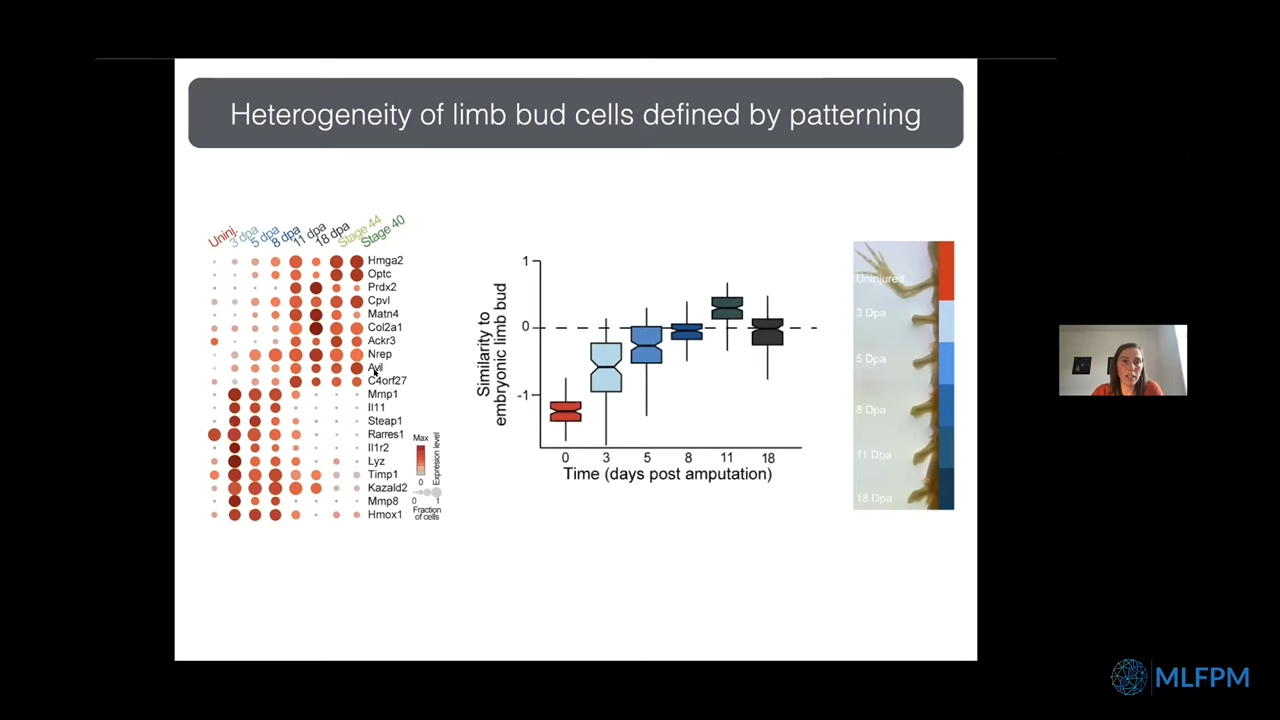 Heterogeneity of limb bud cells defined by patterning
Uninj.
3 dpa
5 dpa
8 dpa
11 dpa
18 dpa
Stage 44
Stage 40
Hmga2
Optc
Prdx2
Cpvl
Matn4
Col2a1
Ackr3
Nrep
Avil
C4orf27
Mmp1
Il11
Steap1
Rarres1
Il1r2
Lyz
Timp1
Kazald2
Mmp8
Hmox1
Max
0
Expresion level
0 1
Fraction
of cells
Similarity to
embryonic limb bud
1
0
-1
0 3 5 8 11 18
Time (days post amputation)
Uninjured
3 Dpa
5 Dpa
8 Dpa
11 Dpa
18 Dpa
MLFPM